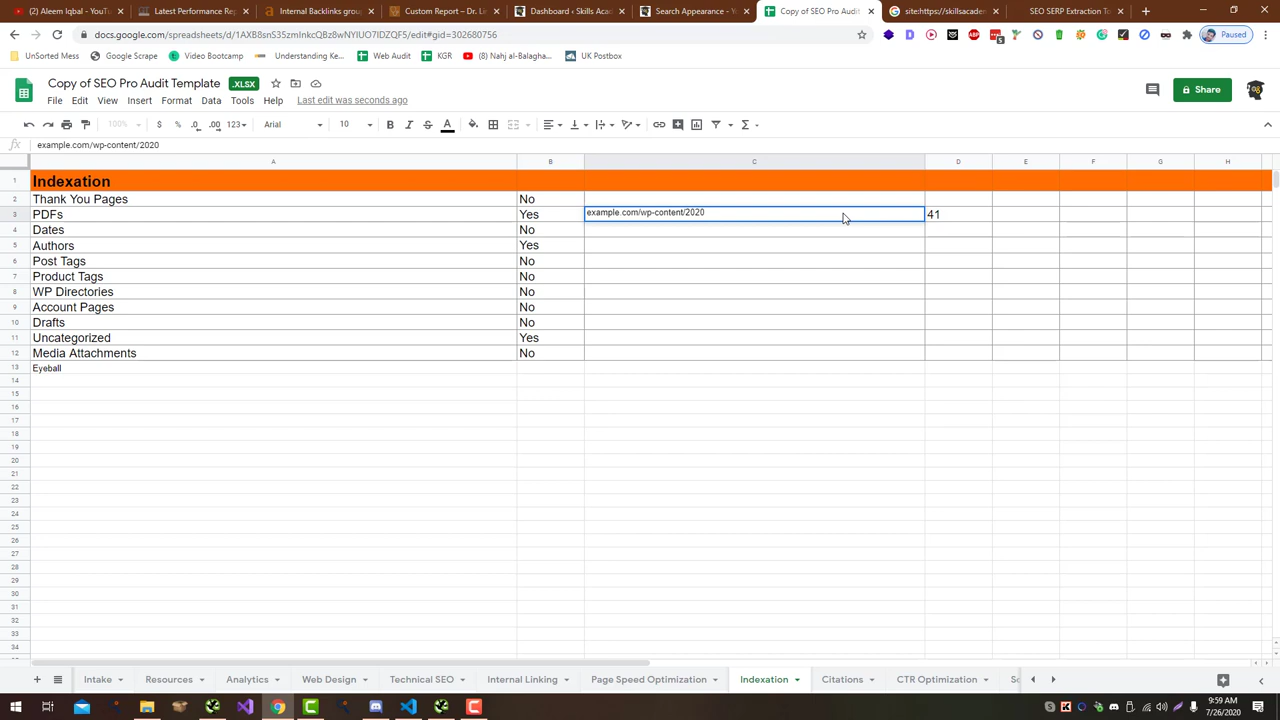 (2) Aleem Iqbal - YouT
Latest Performance Rep
Internal Backlinks grou
Custom Report – Dr. Li
Dashboard ‹ Skills Acad
Search Appearance - Y
Copy of SEO Pro Audit
site:https://skillsacade
SEO SERP Extraction To
docs.google.com/spreadsheets/d/1AXB8snS35zmInkcQBz8wNYIUO7IDZQF5/edit#gid=302680756
Paused
UnSorted Mess
Google Scrape
Video Bootcamp
Understanding Ke...
Web Audit
KGR
(8) Nahj al-Balagha...
UK Postbox
Copy of SEO Pro Audit Template
.XLSX
File Edit View Insert Format Data Tools Help Last edit was seconds ago
Share
100% $ % .0 .00 123 Arial 10 B I S A
fx example.com/wp-content/2020
A B C D E F G H
1 Indexation
2 Thank You Pages No
3 PDFs Yes example.com/wp-content/2020 41
4 Dates No
5 Authors Yes
6 Post Tags No
7 Product Tags No
8 WP Directories No
9 Account Pages No
10 Drafts No
11 Uncategorized Yes
12 Media Attachments No
13 Eyeball
14
15
16
17
18
19
20
21
22
23
24
25
26
27
28
29
30
31
32
33
34
Intake Resources Analytics Web Design Technical SEO Internal Linking Page Speed Optimization Indexation Citations CTR Optimization
9:59 AM
7/26/2020